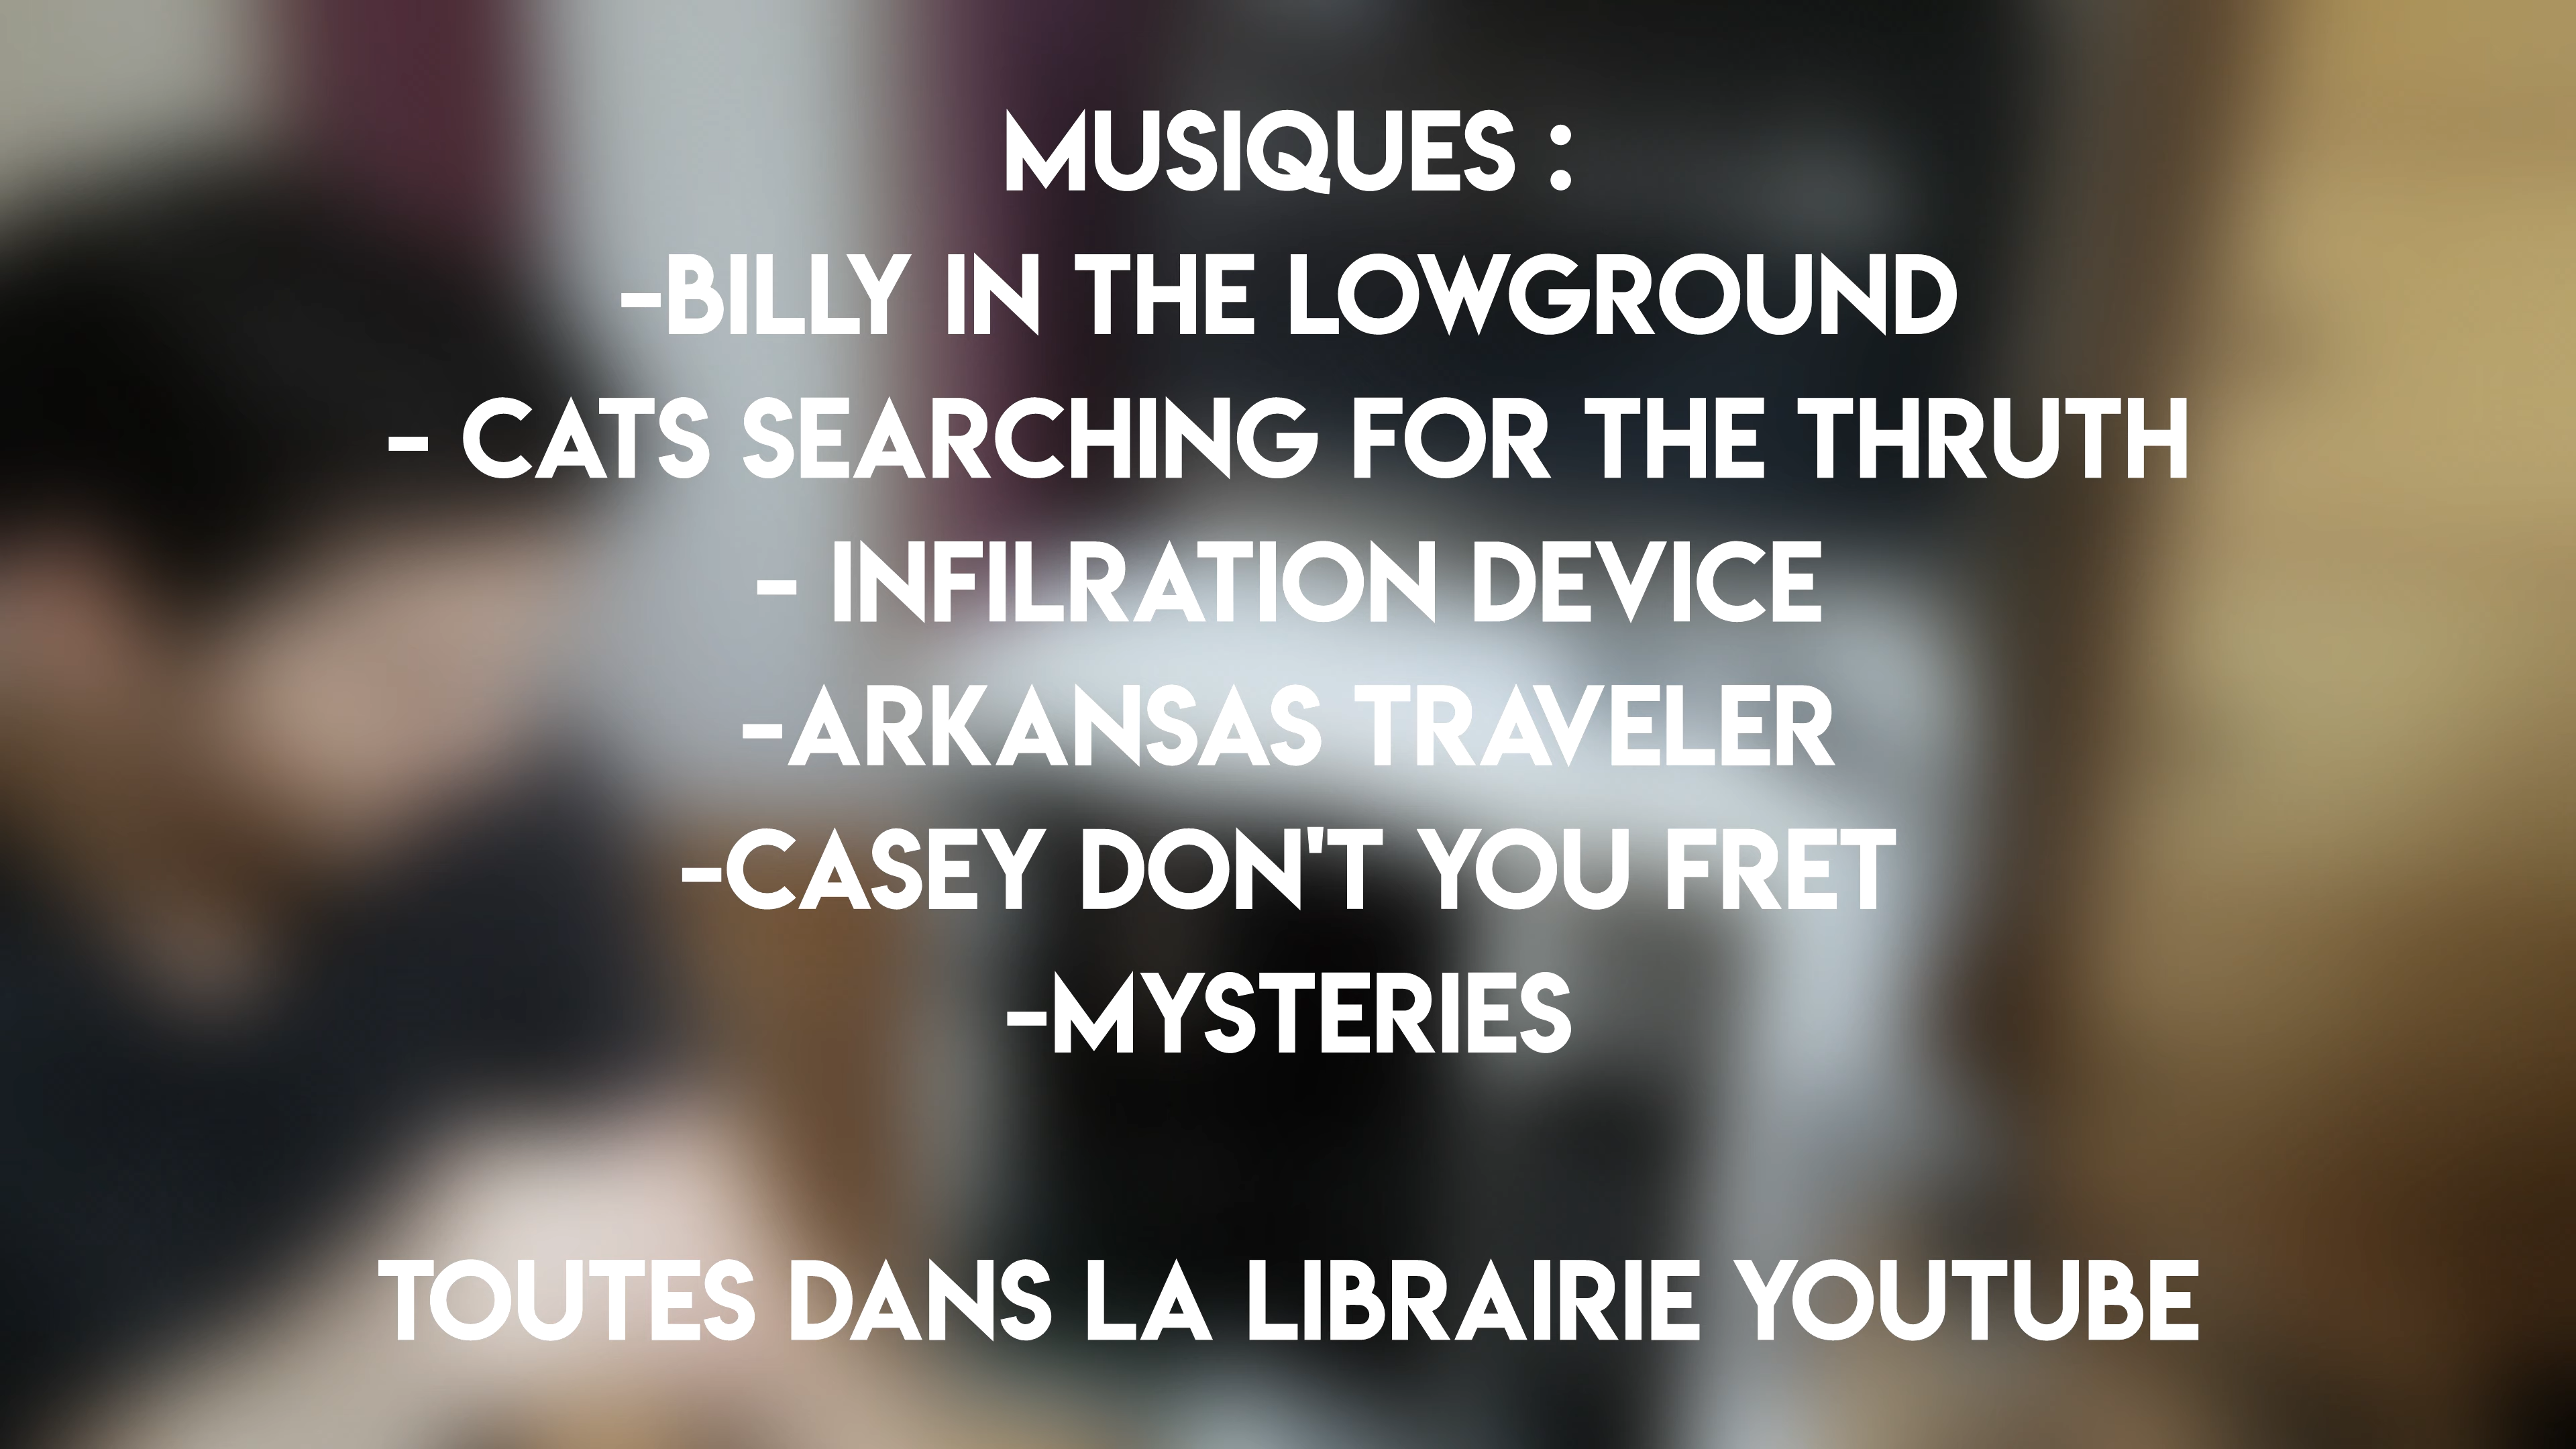 MUSIQUES :
-BILLY IN THE LOWGROUND
- CATS SEARCHING FOR THE THRUTH
- INFILRATION DEVICE
-ARKANSAS TRAVELER
-CASEY DON'T YOU FRET
-MYSTERIES
TOUTES DANS LA LIBRAIRIE YOUTUBE